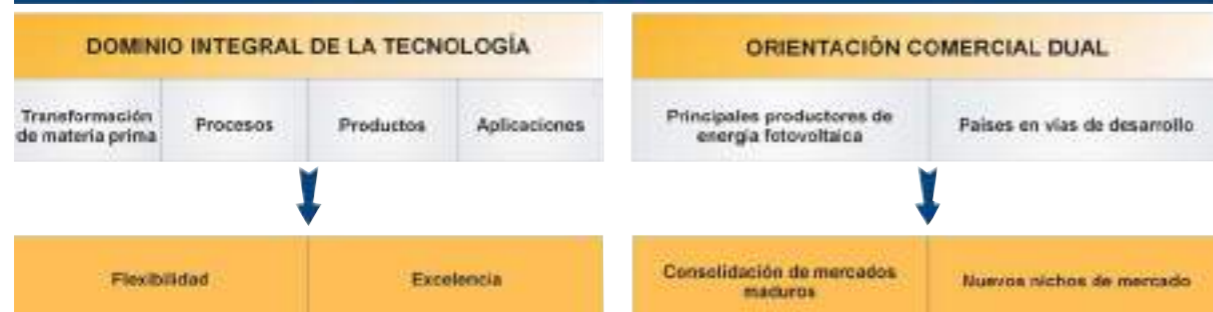 DOMINIO INTEGRAL DE LA TECNOLOGÍA
Transformación
de materia prima
Procesos
Productos
Aplicaciones
Flexibilidad
Excelencia
ORIENTACIÓN COMERCIAL DUAL
Principales productores de
energía fotovoltaica
Países en vías de desarrollo
Consolidación de mercados
maduros
Nuevos nichos de mercado